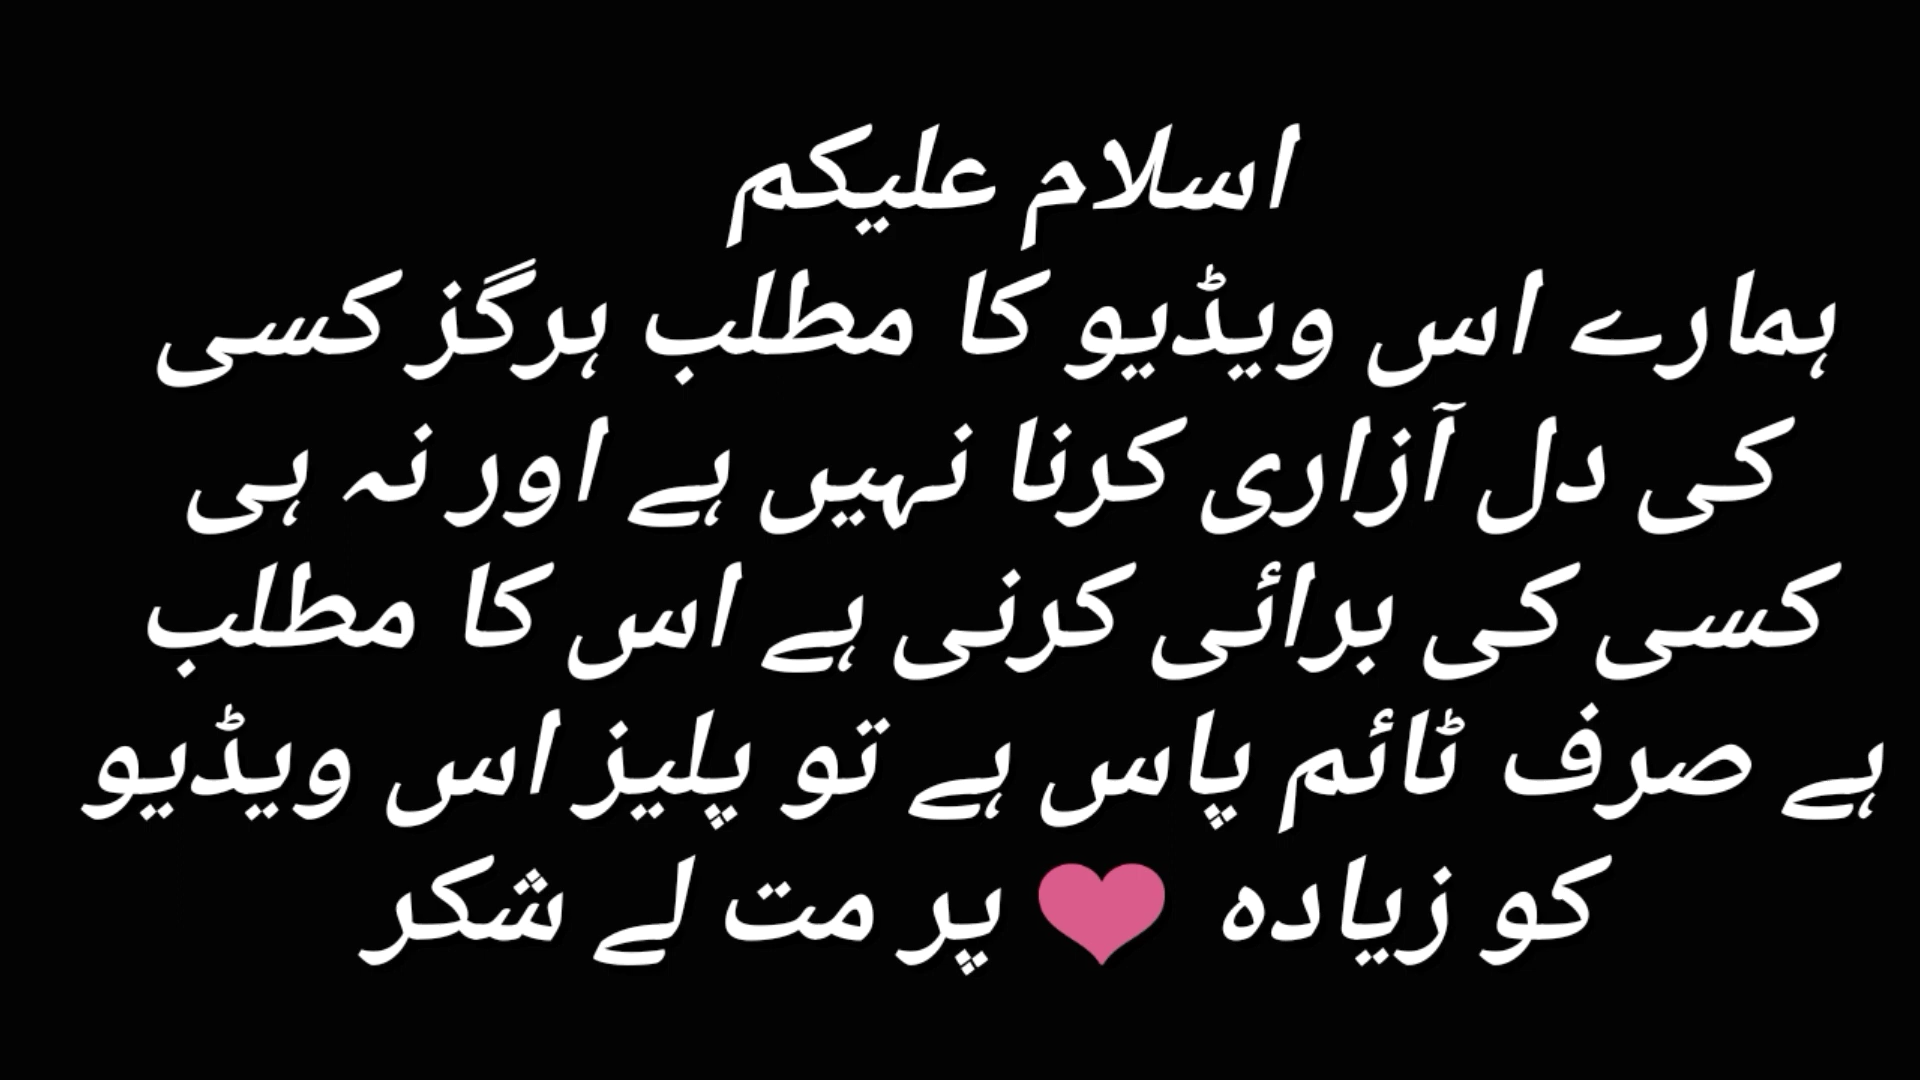 اسلام علیکم
ہمارے اس ویڈیو کا مطلب ہرگز کسی
کی دل آزاری کرنا نہیں ہے اور نہ ہی
کسی کی برائی کرنی ہے اس کا مطلب
ہے صرف ٹائم پاس ہے تو پلیز اس ویڈیو
کو زیادہ ❤ پر مت لے شکر